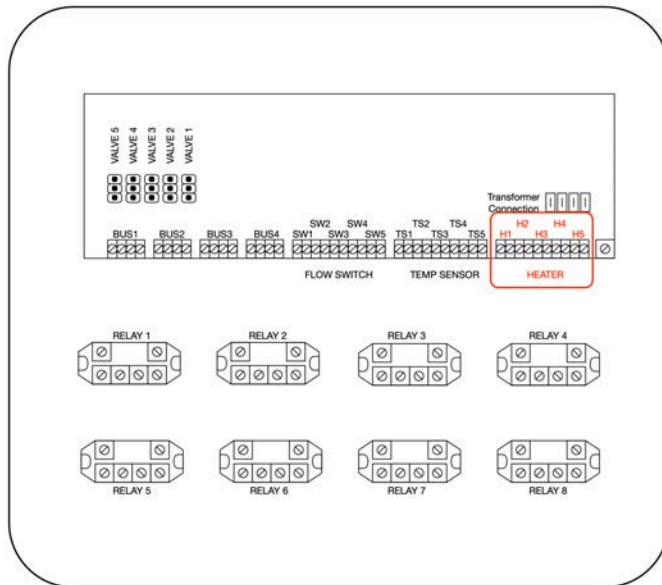 VALVE 5
VALVE 4
VALVE 3
VALVE 2
VALVE 1
Transformer
Connection
SW2 SW4 TS2 TS4 H2 H4
BUS1 BUS2 BUS3 BUS4 SW1 SW3 SW5 TS1 TS3 TS5 H1 H3 H5
FLOW SWITCH TEMP SENSOR HEATER
RELAY 1 RELAY 2 RELAY 3 RELAY 4
RELAY 5 RELAY 6 RELAY 7 RELAY 8